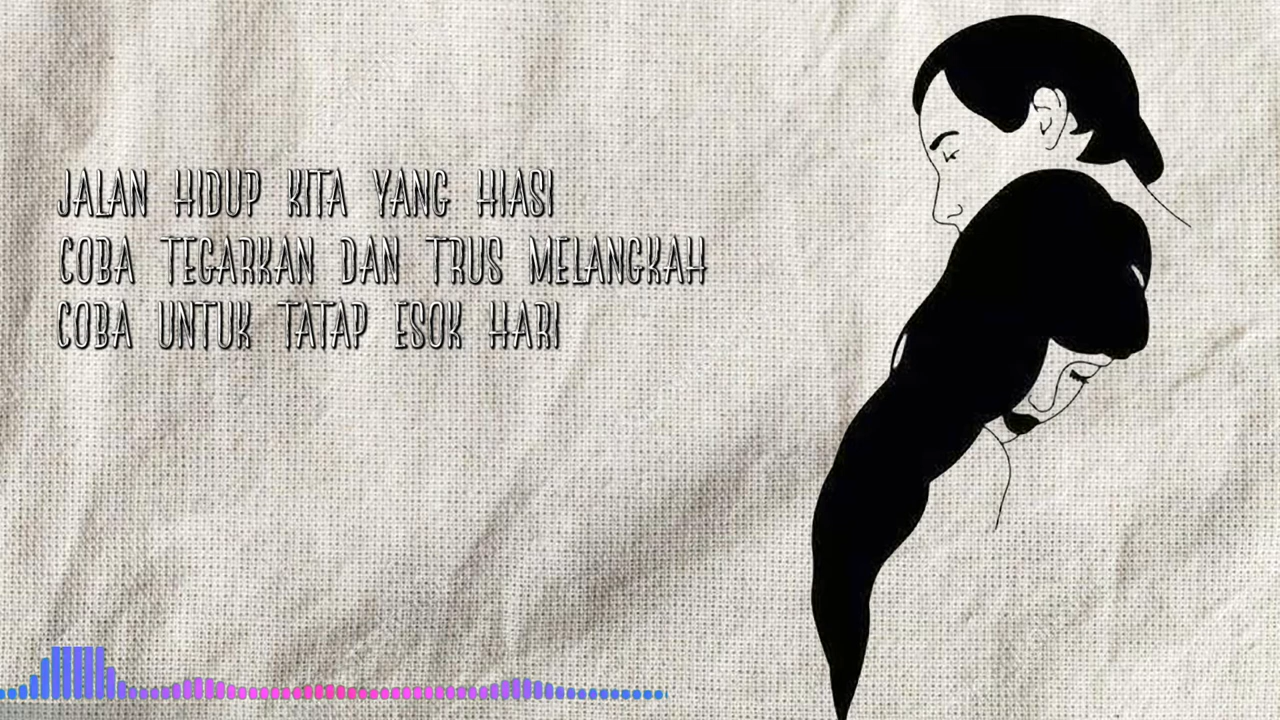 JALAN HIDUP KITA YANG HIASI
COBA TEGARKAN DAN TRUS MELANGKAH
COBA UNTUK TATAP ESOK HARI